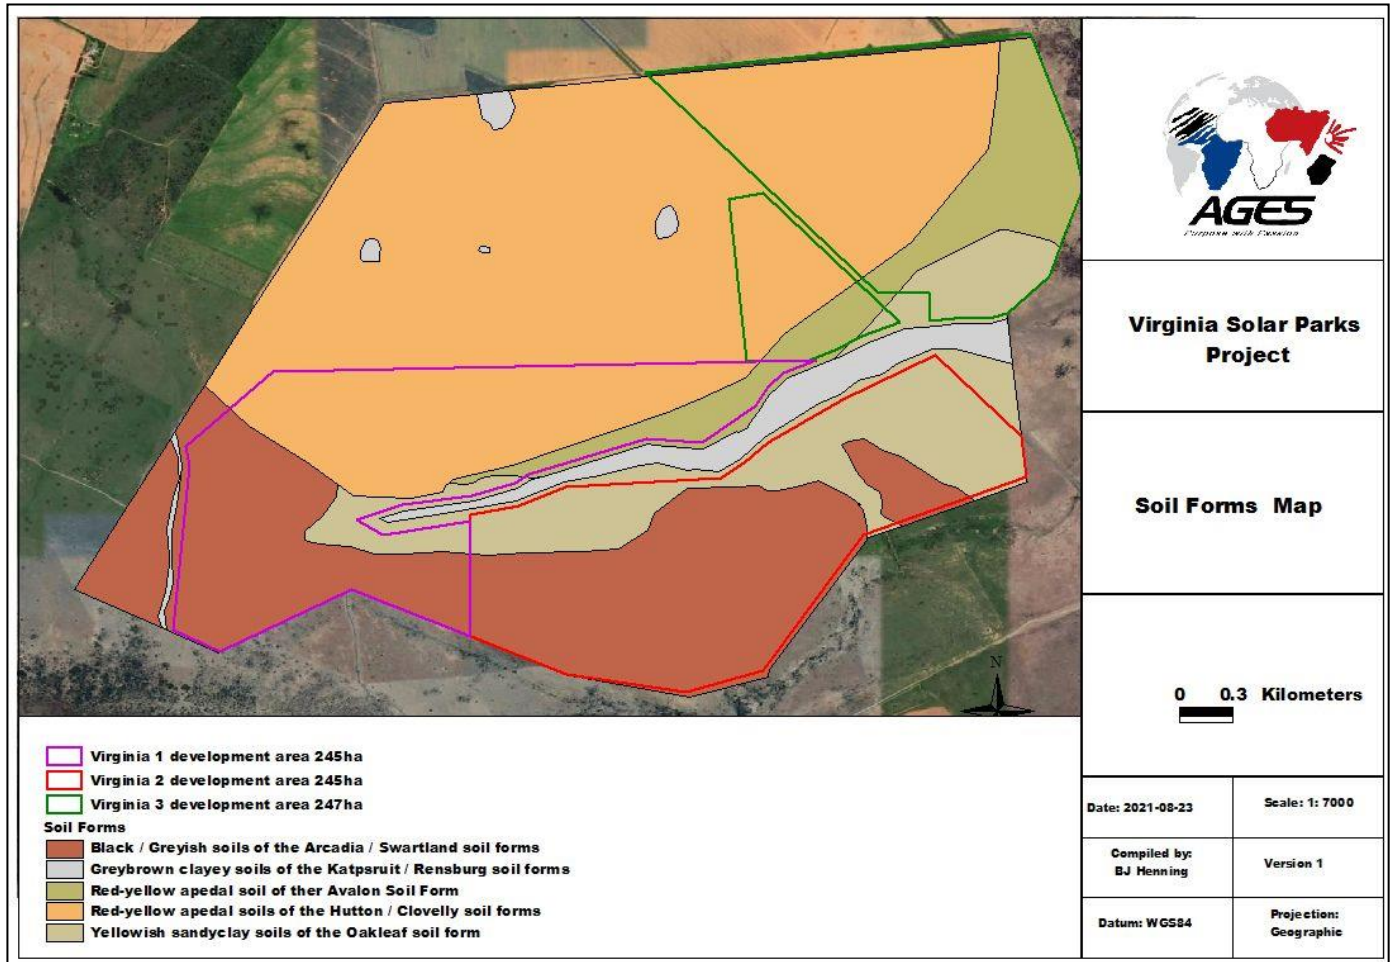 N
Virginia 1 development area 245ha
Virginia 2 development area 245ha
Virginia 3 development area 247ha
Soil Forms
Black / Greyish soils of the Arcadia / Swartland soil forms
Greybrown clayey soils of the Katpsruit / Rensburg soil forms
Red-yellow apedal soil of ther Avalon Soil Form
Red-yellow apedal soils of the Hutton / Clovelly soil forms
Yellowish sandyclay soils of the Oakleaf soil form
AGES
Purpose with Passion
Virginia Solar Parks
Project
Soil Forms Map
0 0.3 Kilometers
Date: 2021-08-23
Scale: 1: 7000
Compiled by:
BJ Henning
Version 1
Datum: WGS84
Projection:
Geographic